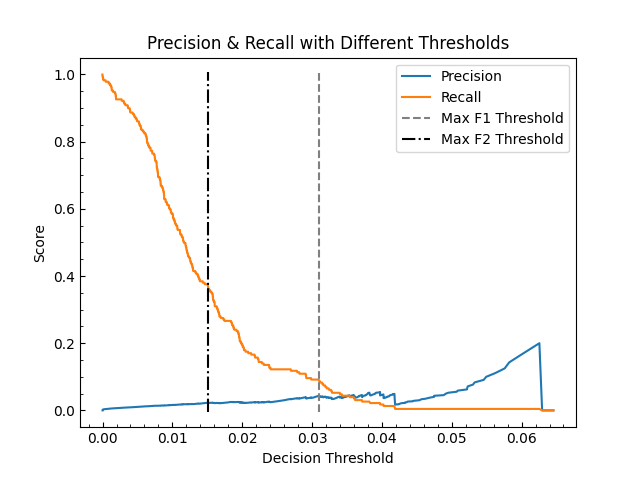 Precision & Recall with Different Thresholds
Precision
Recall
Max F1 Threshold
Max F2 Threshold
Score
1.0
0.8
0.6
0.4
0.2
0.0
0.00 0.01 0.02 0.03 0.04 0.05 0.06
Decision Threshold